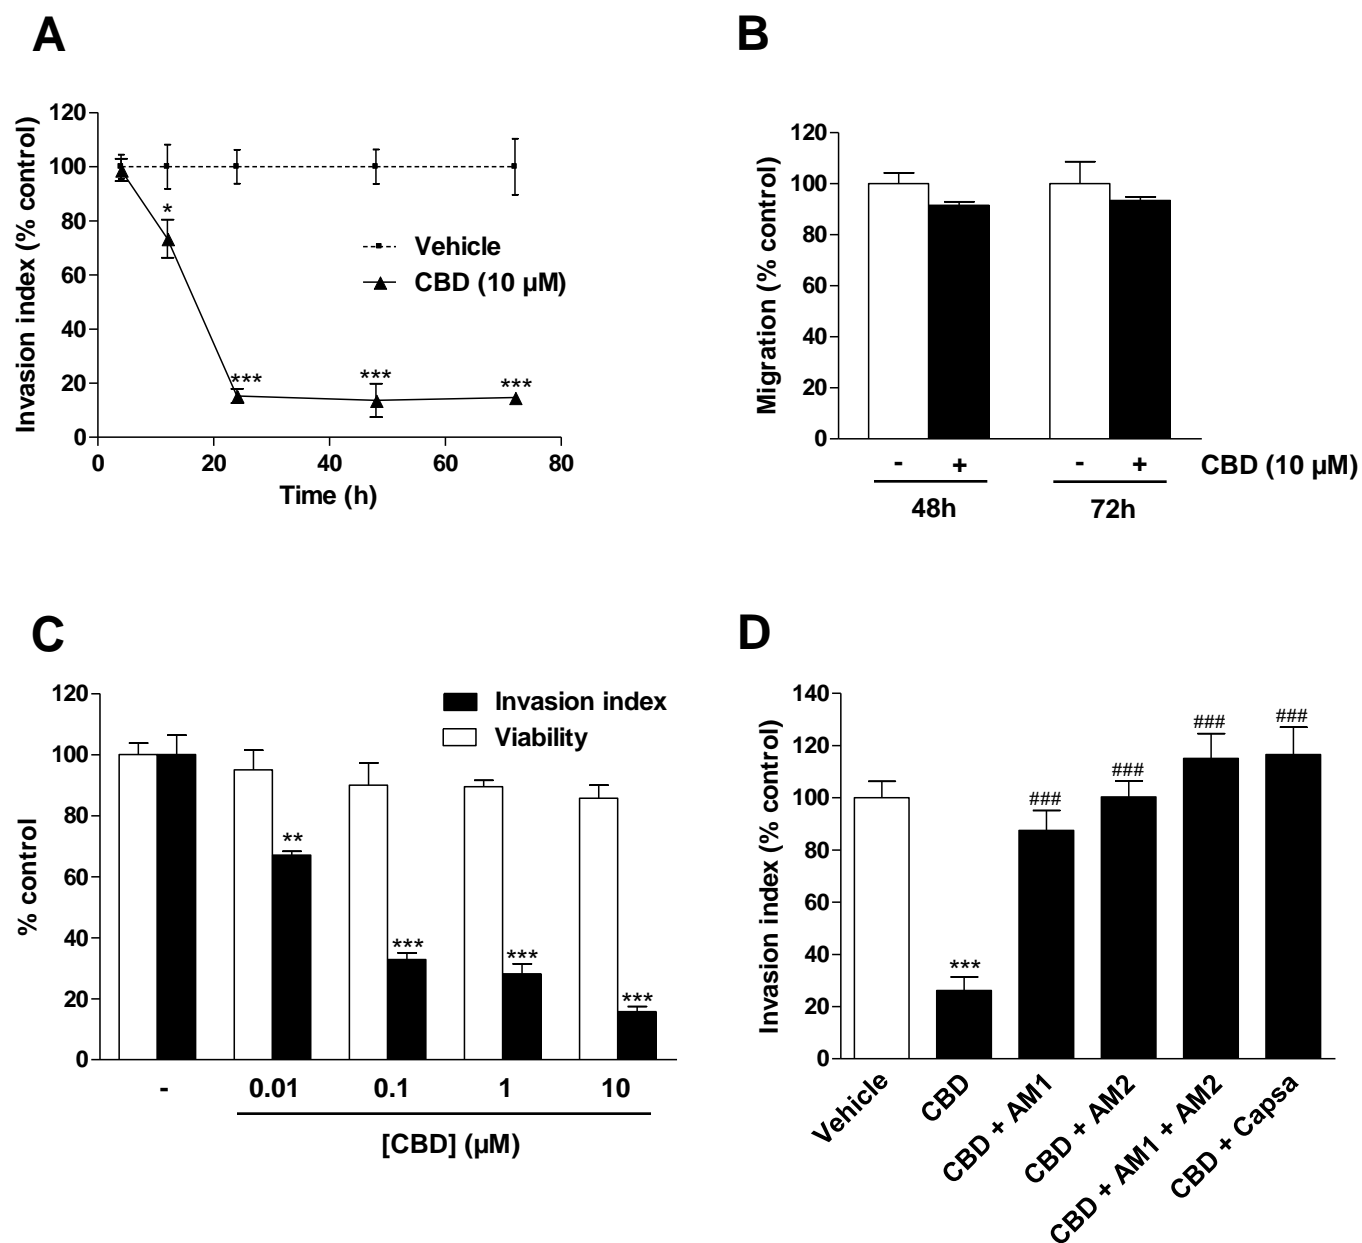 A
Invasion index (% control)
120
100
80
60
40
20
0
*
***
***
***
Vehicle
CBD (10 µM)
0 20 40 60 80
Time (h)
B
Migration (% control)
120
100
80
60
40
20
0
- + - + CBD (10 µM)
48h 72h
C
% control
120
100
80
60
40
20
0
Invasion index
Viability
**
***
***
***
- 0.01 0.1 1 10
[CBD] (µM)
D
Invasion index (% control)
140
120
100
80
60
40
20
0
***
###
###
###
###
Vehicle
CBD
CBD + AM1
CBD + AM2
CBD + AM1 + AM2
CBD + Capsa